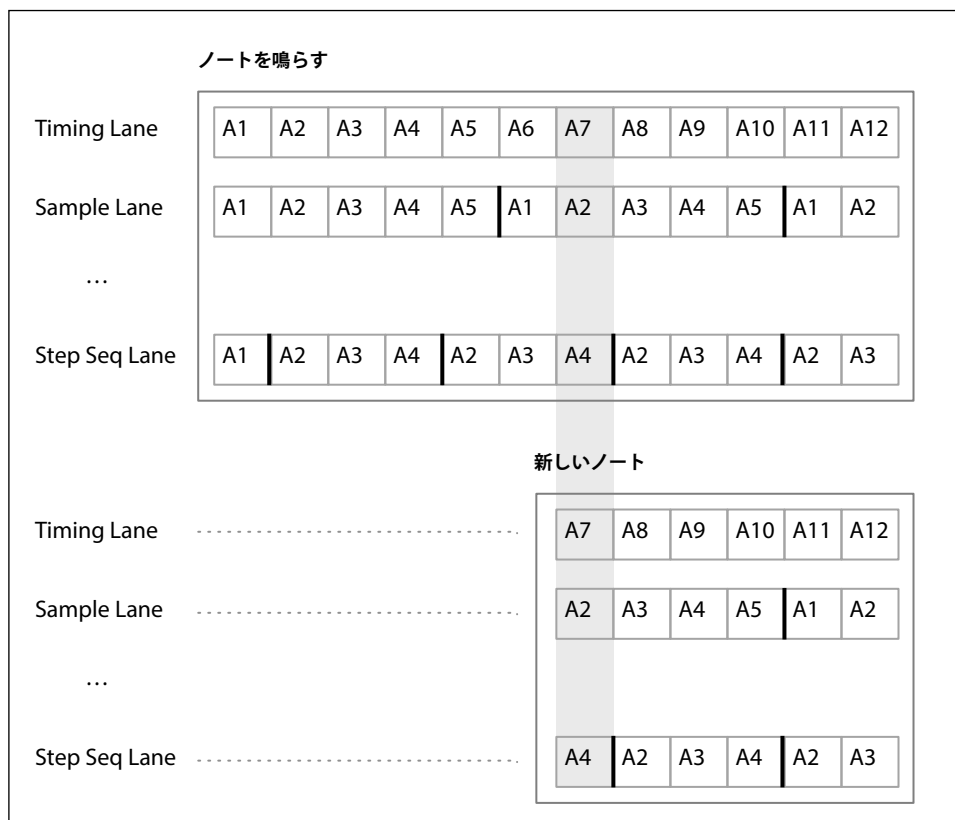 ノートを鳴らす
Timing Lane A1 A2 A3 A4 A5 A6 A7 A8 A9 A10 A11 A12
Sample Lane A1 A2 A3 A4 A5 A1 A2 A3 A4 A5 A1 A2
…
Step Seq Lane A1 A2 A3 A4 A2 A3 A4 A2 A3 A4 A2 A3
新しいノート
Timing Lane A7 A8 A9 A10 A11 A12
Sample Lane A2 A3 A4 A5 A1 A2
…
Step Seq Lane A4 A2 A3 A4 A2 A3